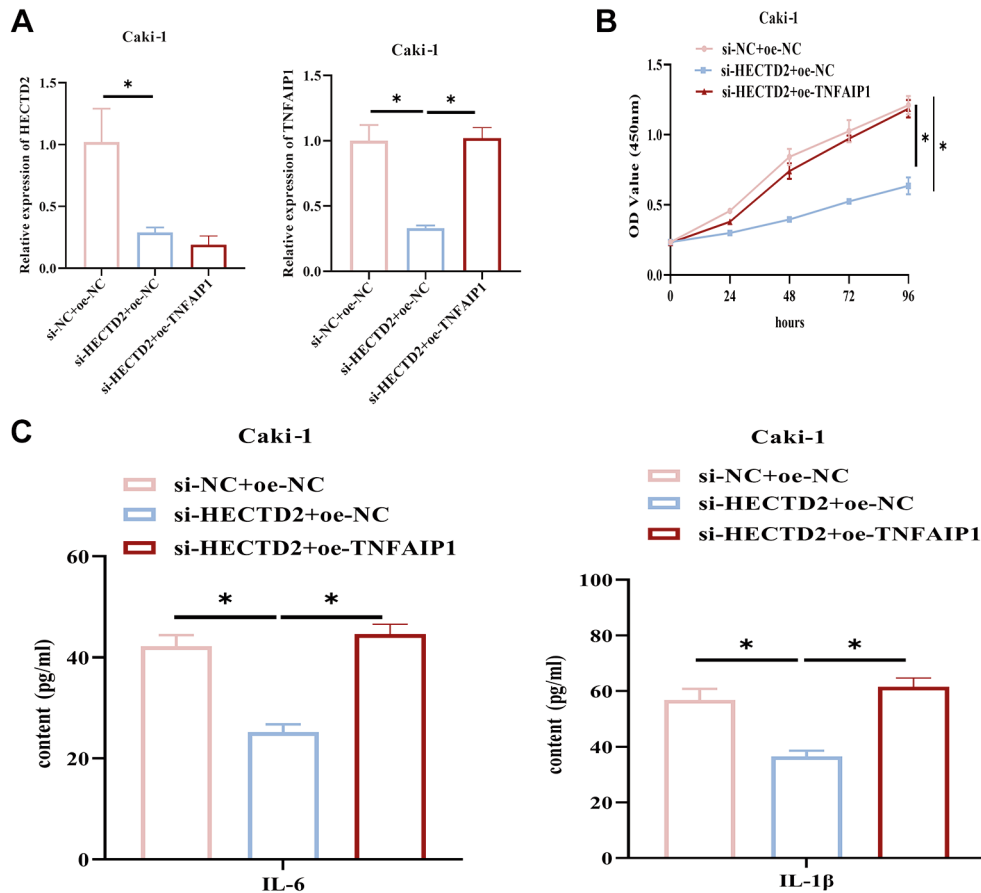 A
Caki-1
Relative expression of HECTD2
1.5
1.0
0.5
0.0
*
si-NC+oe-NC
si-HECTD2+oe-NC
si-HECTD2+oe-TNFAIP1
Caki-1
Relative expression of TNFAIP1
1.5
1.0
0.5
0.0
*
*
si-NC+oe-NC
si-HECTD2+oe-NC
si-HECTD2+oe-TNFAIP1
B
Caki-1
si-NC+oe-NC
si-HECTD2+oe-NC
si-HECTD2+oe-TNFAIP1
OD Value (450nm)
1.5
1.0
0.5
0.0
*
*
0
24
48
72
96
hours
C
Caki-1
si-NC+oe-NC
si-HECTD2+oe-NC
si-HECTD2+oe-TNFAIP1
content (pg/ml)
60
40
20
0
*
*
IL-6
Caki-1
si-NC+oe-NC
si-HECTD2+oe-NC
si-HECTD2+oe-TNFAIP1
content (pg/ml)
100
80
60
40
20
0
*
*
IL-1β